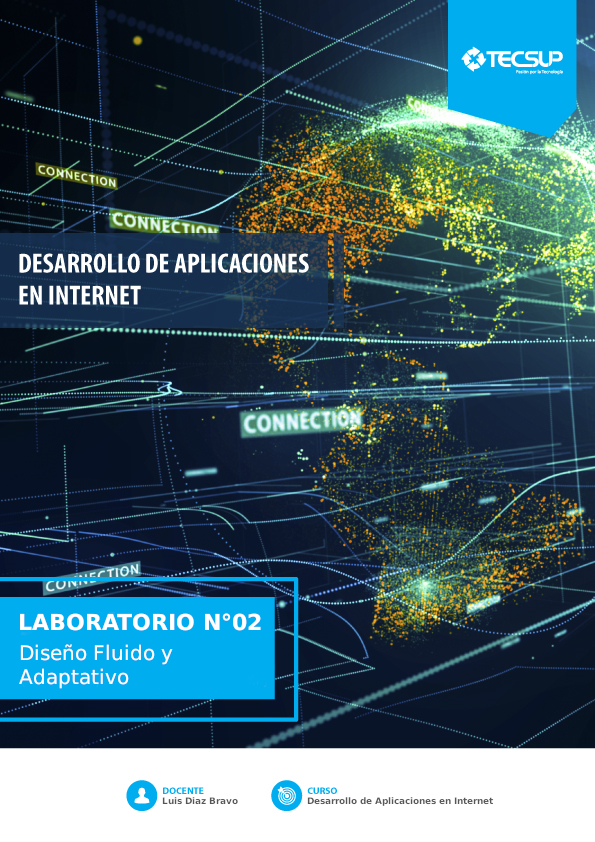 TECSUP
Pasión por la Tecnología
CONNECTION
CONNECTION
DESARROLLO DE APLICACIONES
EN INTERNET
CONNECTION
CONNECTION
LABORATORIO N°02
Diseño Fluido y
Adaptativo
DOCENTE
Luis Diaz Bravo
CURSO
Desarrollo de Aplicaciones en Internet